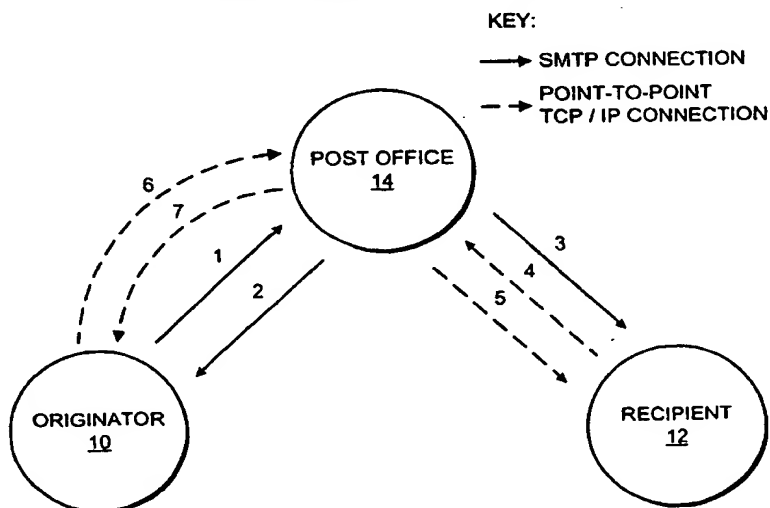 KEY:
SMTP CONNECTION
POINT-TO-POINT
TCP / IP CONNECTION
POST OFFICE
14
6
7
1
2
3
4
5
ORIGINATOR
10
RECIPIENT
12